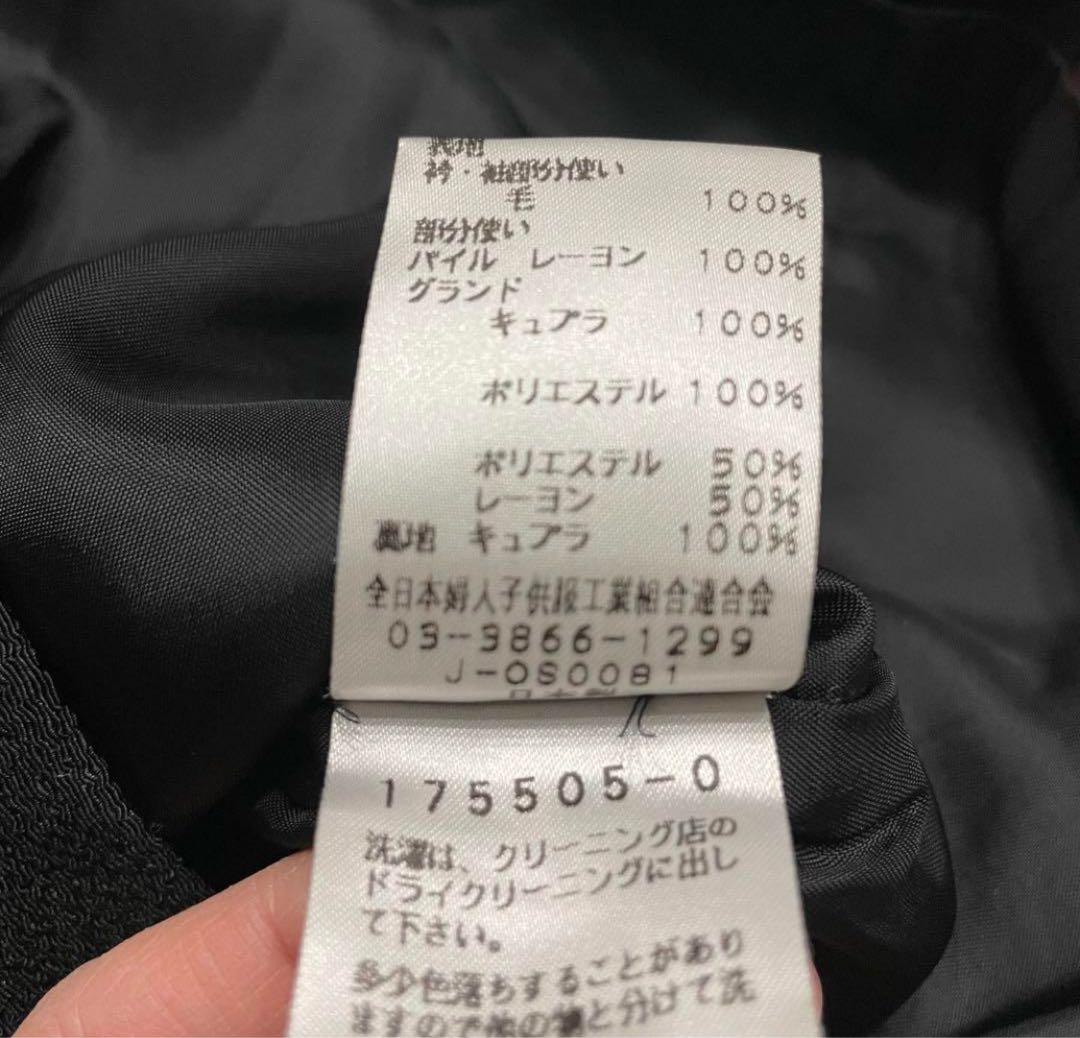 表地
衿・袖部分使い
毛 100%
部分使い
パイル レーヨン 100%
グランド
キュプラ 100%
ポリエステル 100%
ポリエステル 50%
レーヨン 50%
裏地 キュプラ 100%
全日本婦人子供服工業組合連合会
03-3866-1299
J-0S0081
日本製
175505-0
洗濯は、クリーニング店の
ドライクリーニングに出し
て下さい。
多少色落ちすることがあり
ますので他の物と分けて洗